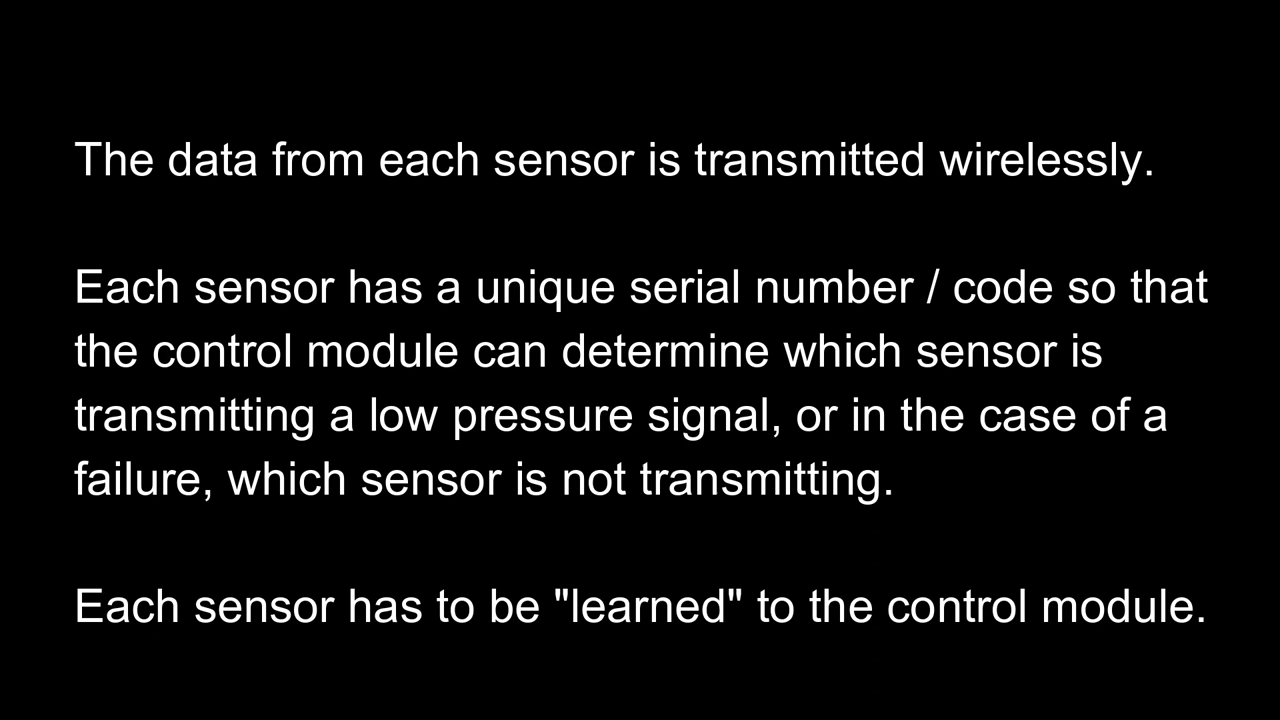 The data from each sensor is transmitted wirelessly.
Each sensor has a unique serial number / code so that
the control module can determine which sensor is
transmitting a low pressure signal, or in the case of a
failure, which sensor is not transmitting.
Each sensor has to be "learned" to the control module.